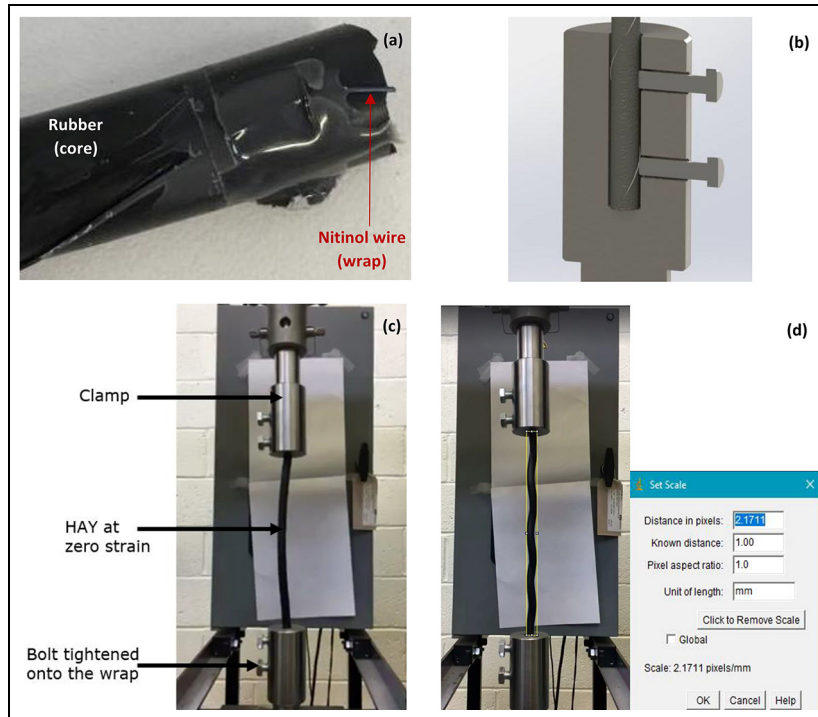 (a)
Rubber
(core)
Nitinol wire
(wrap)
(b)
(c)
Clamp
HAY at
zero strain
Bolt tightened
onto the wrap
(d)
Set Scale
Distance in pixels: 2.1711
Known distance: 1.00
Pixel aspect ratio: 1.0
Unit of length: mm
Click to Remove Scale
Global
Scale: 2.1711 pixels/mm
OK Cancel Help